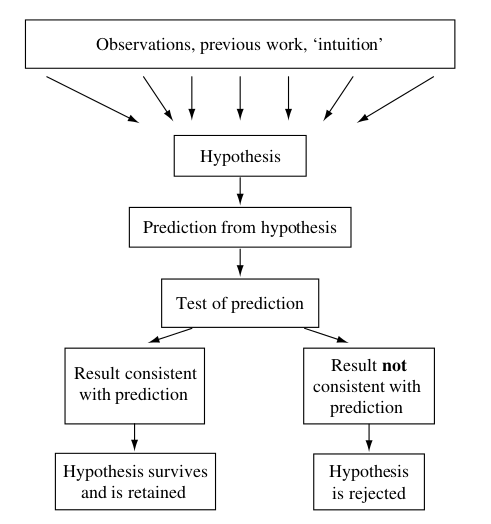 Observations, previous work, ‘intuition’
Hypothesis
Prediction from hypothesis
Test of prediction
Result consistent
with prediction
Result not
consistent with
prediction
Hypothesis survives
and is retained
Hypothesis
is rejected